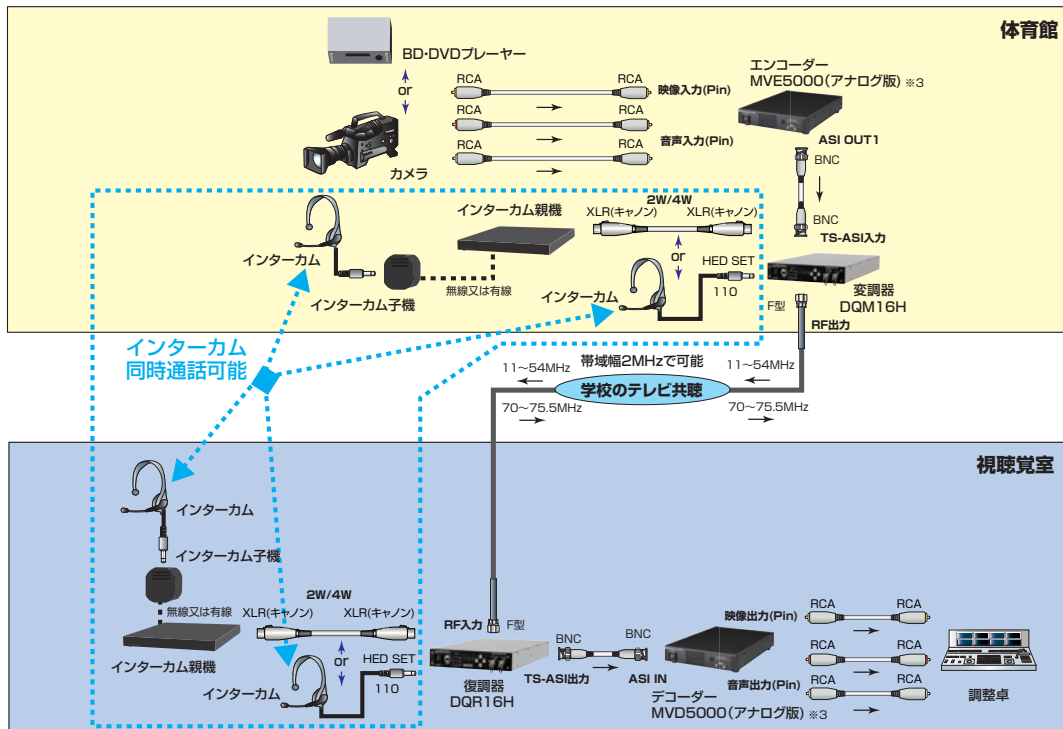 体育館
BD・DVDプレーヤー
or
カメラ
RCA
RCA
映像入力(Pin)
RCA
RCA
音声入力(Pin)
RCA
RCA
エンコーダー
MVE5000(アナログ版) ※3
ASI OUT1
BNC
BNC
TS-ASI入力
インターカム
インターカム子機
無線又は有線
インターカム親機
2W/4W
XLR(キャノン)
XLR(キャノン)
or
インターカム
HED SET
110
変調器
DQM16H
F型
RF出力
インターカム
同時通話可能
帯域幅2MHzで可能
11〜54MHz
11〜54MHz
学校のテレビ共聴
70〜75.5MHz
70〜75.5MHz
視聴覚室
インターカム
インターカム子機
無線又は有線
インターカム親機
2W/4W
XLR(キャノン)
XLR(キャノン)
or
インターカム
HED SET
110
RF入力
F型
復調器
DQR16H
BNC
BNC
TS-ASI出力
ASI IN
デコーダー
MVD5000(アナログ版) ※3
映像出力(Pin)
RCA
RCA
RCA
RCA
音声出力(Pin)
RCA
RCA
調整卓